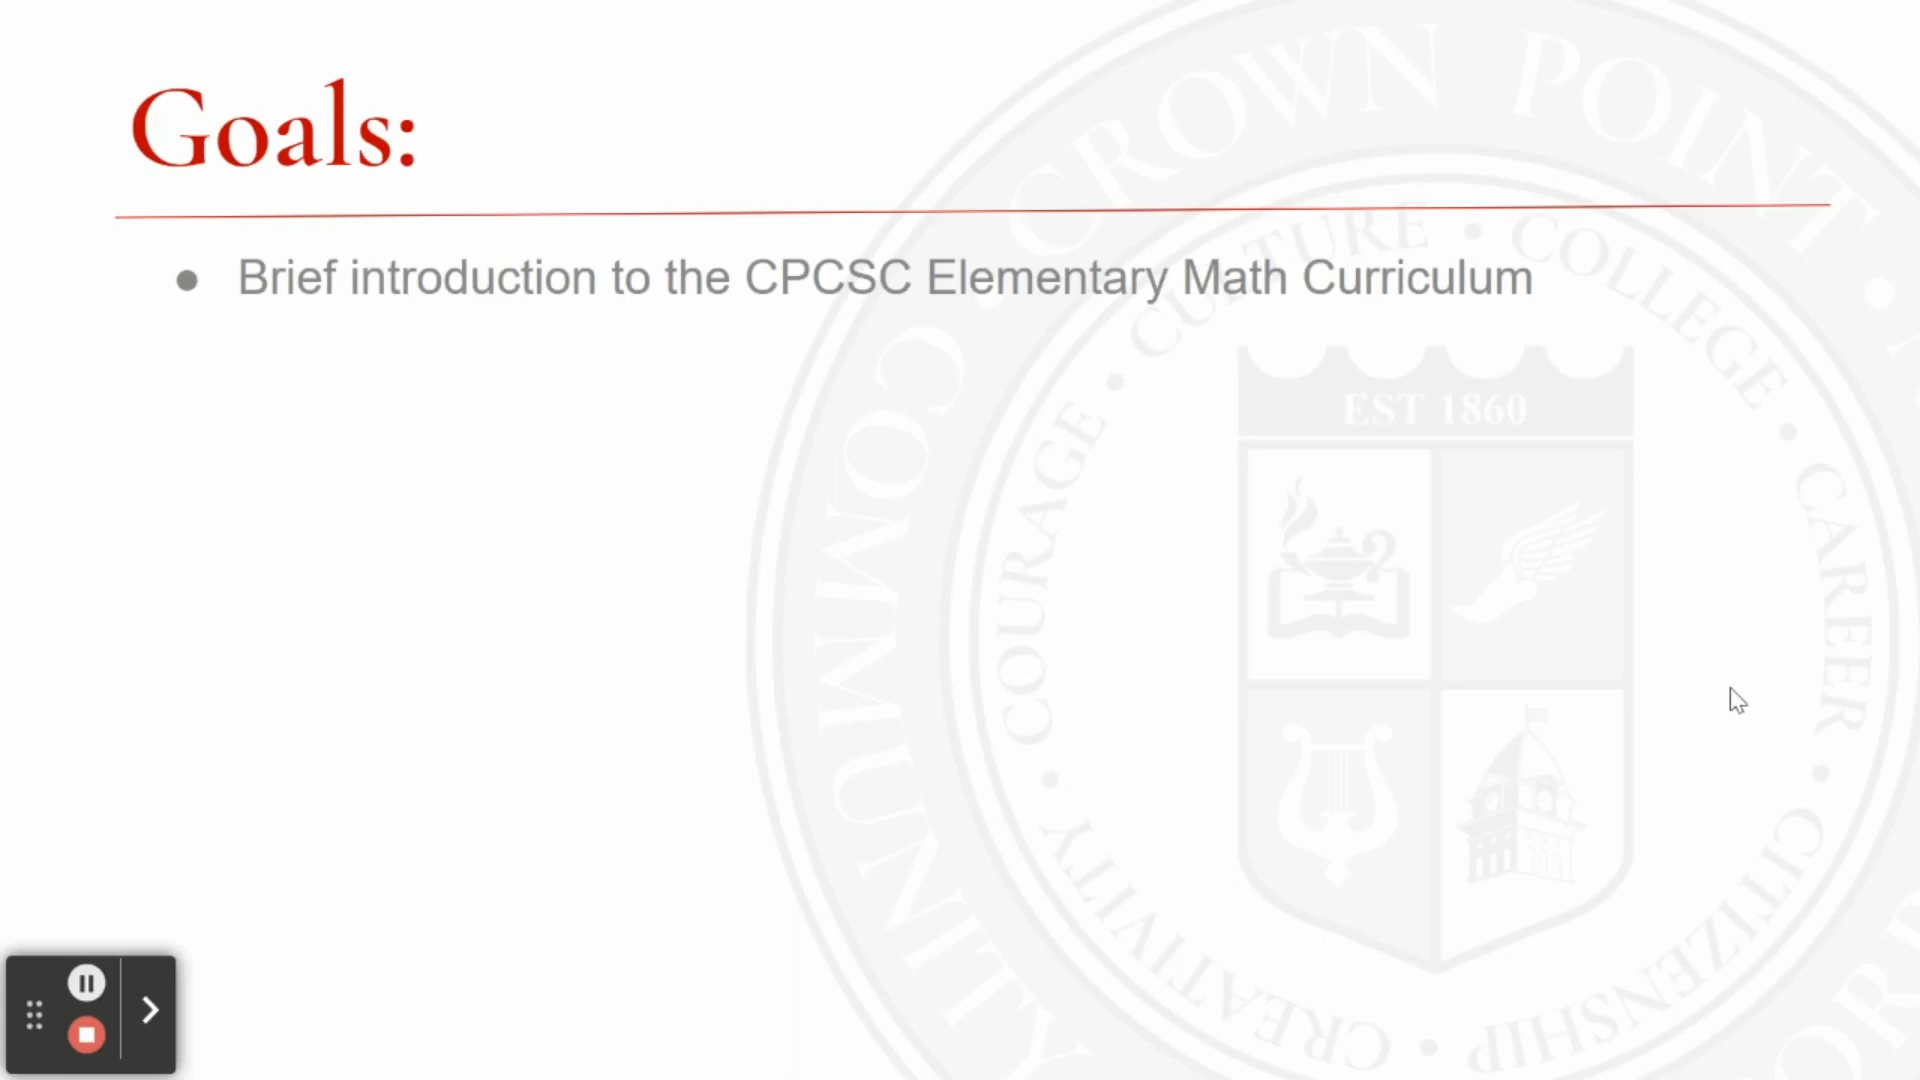 Goals:
● Brief introduction to the CPCSC Elementary Math Curriculum
CROWN POINT
COMMUNITY
CULTURE • COLLEGE • CAREER • CITIZENSHIP • CREATIVITY • COURAGE •
EST 1860